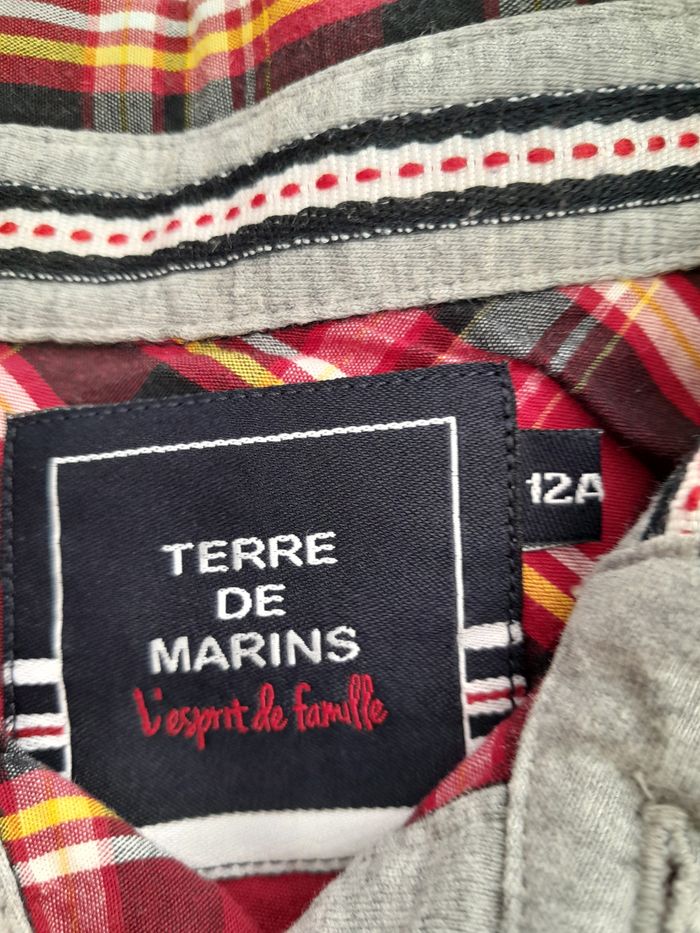 12A
TERRE
DE
MARINS
L'esprit de famille